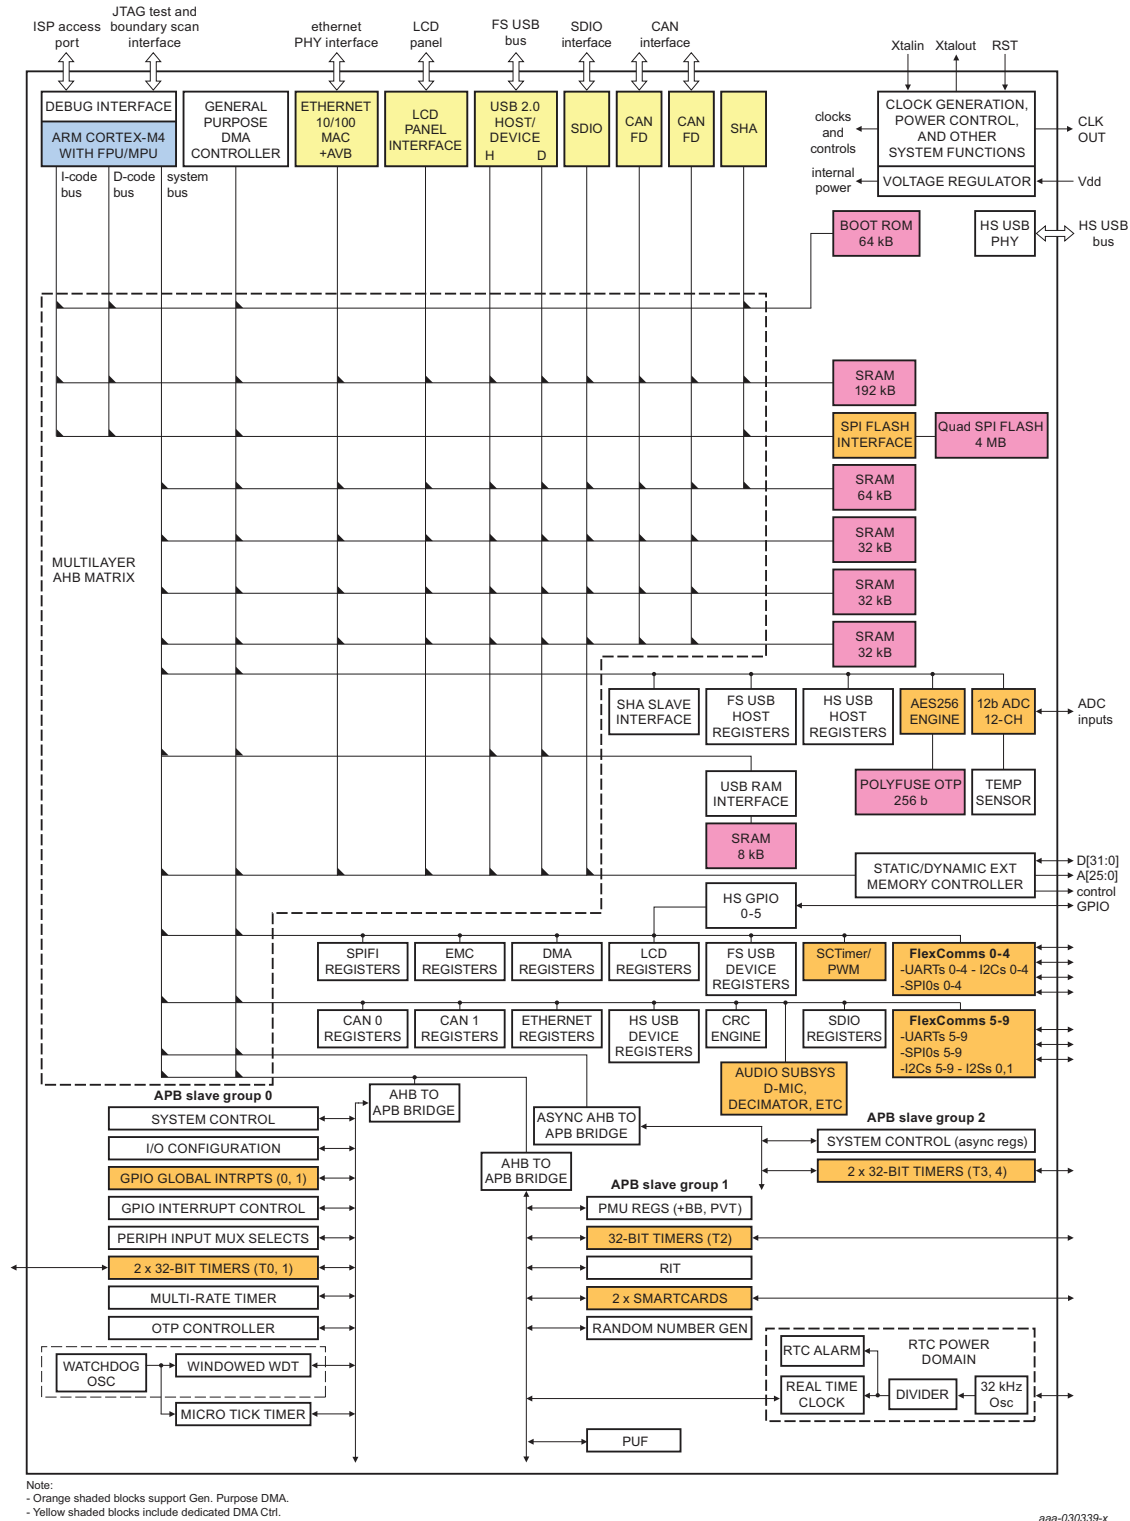 ISP access
port
JTAG test and
boundary scan
interface
ethernet
PHY interface
LCD
panel
FS USB
bus
SDIO
interface
CAN
interface
Xtalin
Xtalout
RST
DEBUG INTERFACE
ARM CORTEX-M4
WITH FPU/MPU
GENERAL
PURPOSE
DMA
CONTROLLER
ETHERNET
10/100
MAC
+AVB
LCD
PANEL
INTERFACE
USB 2.0
HOST/
DEVICE
H D
SDIO
CAN
FD
CAN
FD
SHA
clocks
and
controls
CLOCK GENERATION,
POWER CONTROL,
AND OTHER
SYSTEM FUNCTIONS
CLK
OUT
internal
power
VOLTAGE REGULATOR
Vdd
I-code
bus
D-code
bus
system
bus
BOOT ROM
64 kB
HS USB
PHY
HS USB
bus
SRAM
192 kB
SPI FLASH
INTERFACE
Quad SPI FLASH
4 MB
SRAM
64 kB
SRAM
32 kB
MULTILAYER
AHB MATRIX
SRAM
32 kB
SRAM
32 kB
SHA SLAVE
INTERFACE
FS USB
HOST
REGISTERS
HS USB
HOST
REGISTERS
AES256
ENGINE
12b ADC
12-CH
ADC
inputs
USB RAM
INTERFACE
POLYFUSE OTP
256 b
TEMP
SENSOR
SRAM
8 kB
STATIC/DYNAMIC EXT
MEMORY CONTROLLER
D[31:0]
A[25:0]
control
GPIO
HS GPIO
0-5
SPIFI
REGISTERS
EMC
REGISTERS
DMA
REGISTERS
LCD
REGISTERS
FS USB
DEVICE
REGISTERS
SCTimer/
PWM
FlexComms 0-4
-UARTs 0-4 - I2Cs 0-4
-SPI0s 0-4
CAN 0
REGISTERS
CAN 1
REGISTERS
ETHERNET
REGISTERS
HS USB
DEVICE
REGISTERS
CRC
ENGINE
SDIO
REGISTERS
FlexComms 5-9
-UARTs 5-9
-SPI0s 5-9
-I2Cs 5-9 - I2Ss 0,1
AUDIO SUBSYS
D-MIC,
DECIMATOR, ETC
APB slave group 0
AHB TO
APB BRIDGE
ASYNC AHB TO
APB BRIDGE
APB slave group 2
SYSTEM CONTROL
SYSTEM CONTROL (async regs)
I/O CONFIGURATION
AHB TO
APB BRIDGE
2 x 32-BIT TIMERS (T3, 4)
GPIO GLOBAL INTRPTS (0, 1)
APB slave group 1
GPIO INTERRUPT CONTROL
PMU REGS (+BB, PVT)
PERIPH INPUT MUX SELECTS
32-BIT TIMERS (T2)
2 x 32-BIT TIMERS (T0, 1)
RIT
MULTI-RATE TIMER
2 x SMARTCARDS
OTP CONTROLLER
RANDOM NUMBER GEN
WATCHDOG
OSC
WINDOWED WDT
RTC ALARM
RTC POWER
DOMAIN
MICRO TICK TIMER
REAL TIME
CLOCK
DIVIDER
32 kHz
Osc
PUF
Note:
- Orange shaded blocks support Gen. Purpose DMA.
- Yellow shaded blocks include dedicated DMA Ctrl.
aaa-030339-x